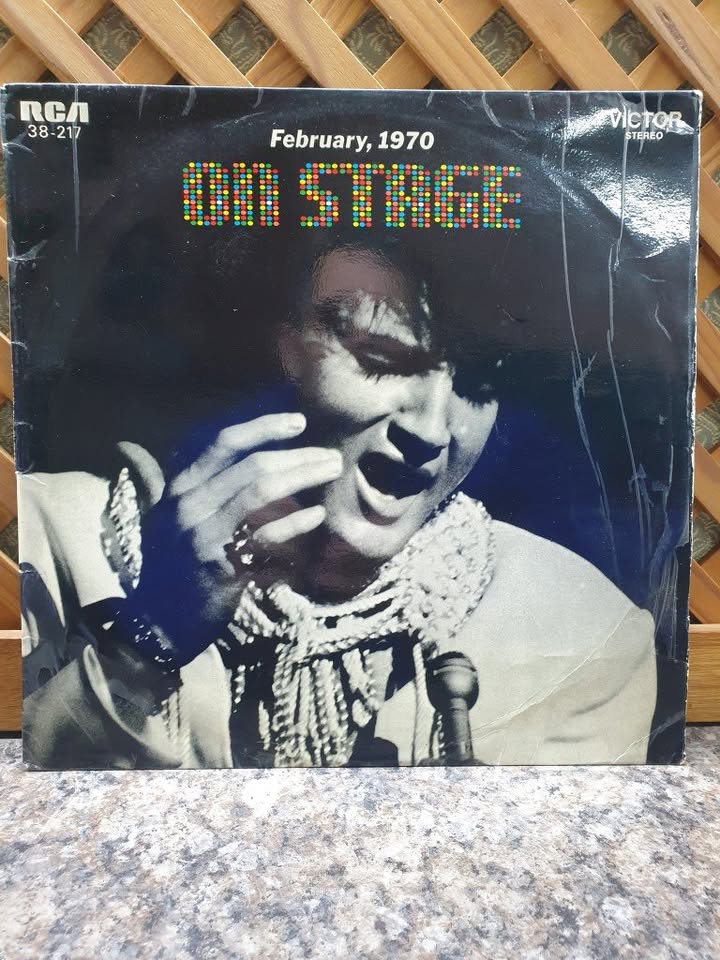 RCA
38-217
VICTOR
STEREO
February, 1970
ON STAGE